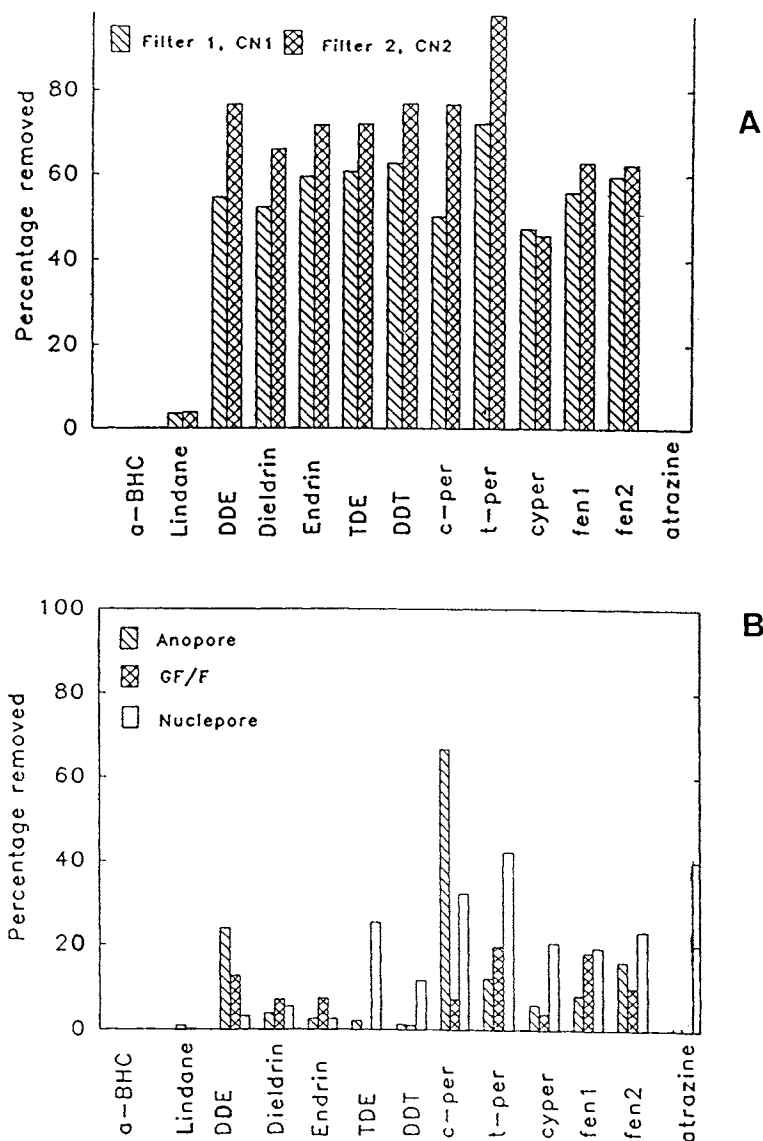 Filter 1, CN1 Filter 2, CN2
A
Percentage removed
80
60
40
20
0
a-BHC
Lindane
DDE
Dieldrin
Endrin
TDE
DDT
c-per
t-per
cyper
fen1
fen2
atrazine
B
Percentage removed
100
80
60
40
20
0
Anopore
GF/F
Nuclepore
a-BHC
Lindane
DDE
Dieldrin
Endrin
TDE
DDT
c-per
t-per
cyper
fen1
fen2
atrazine